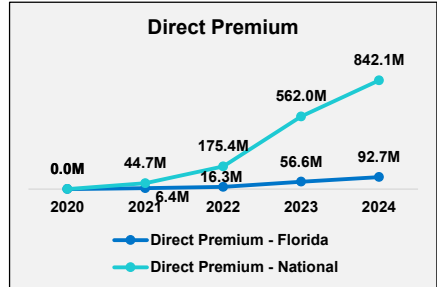 Direct Premium
842.1M
562.0M
175.4M
92.7M
56.6M
44.7M
16.3M
0.0M
6.4M
2020 2021 2022 2023 2024
Direct Premium - Florida
Direct Premium - National